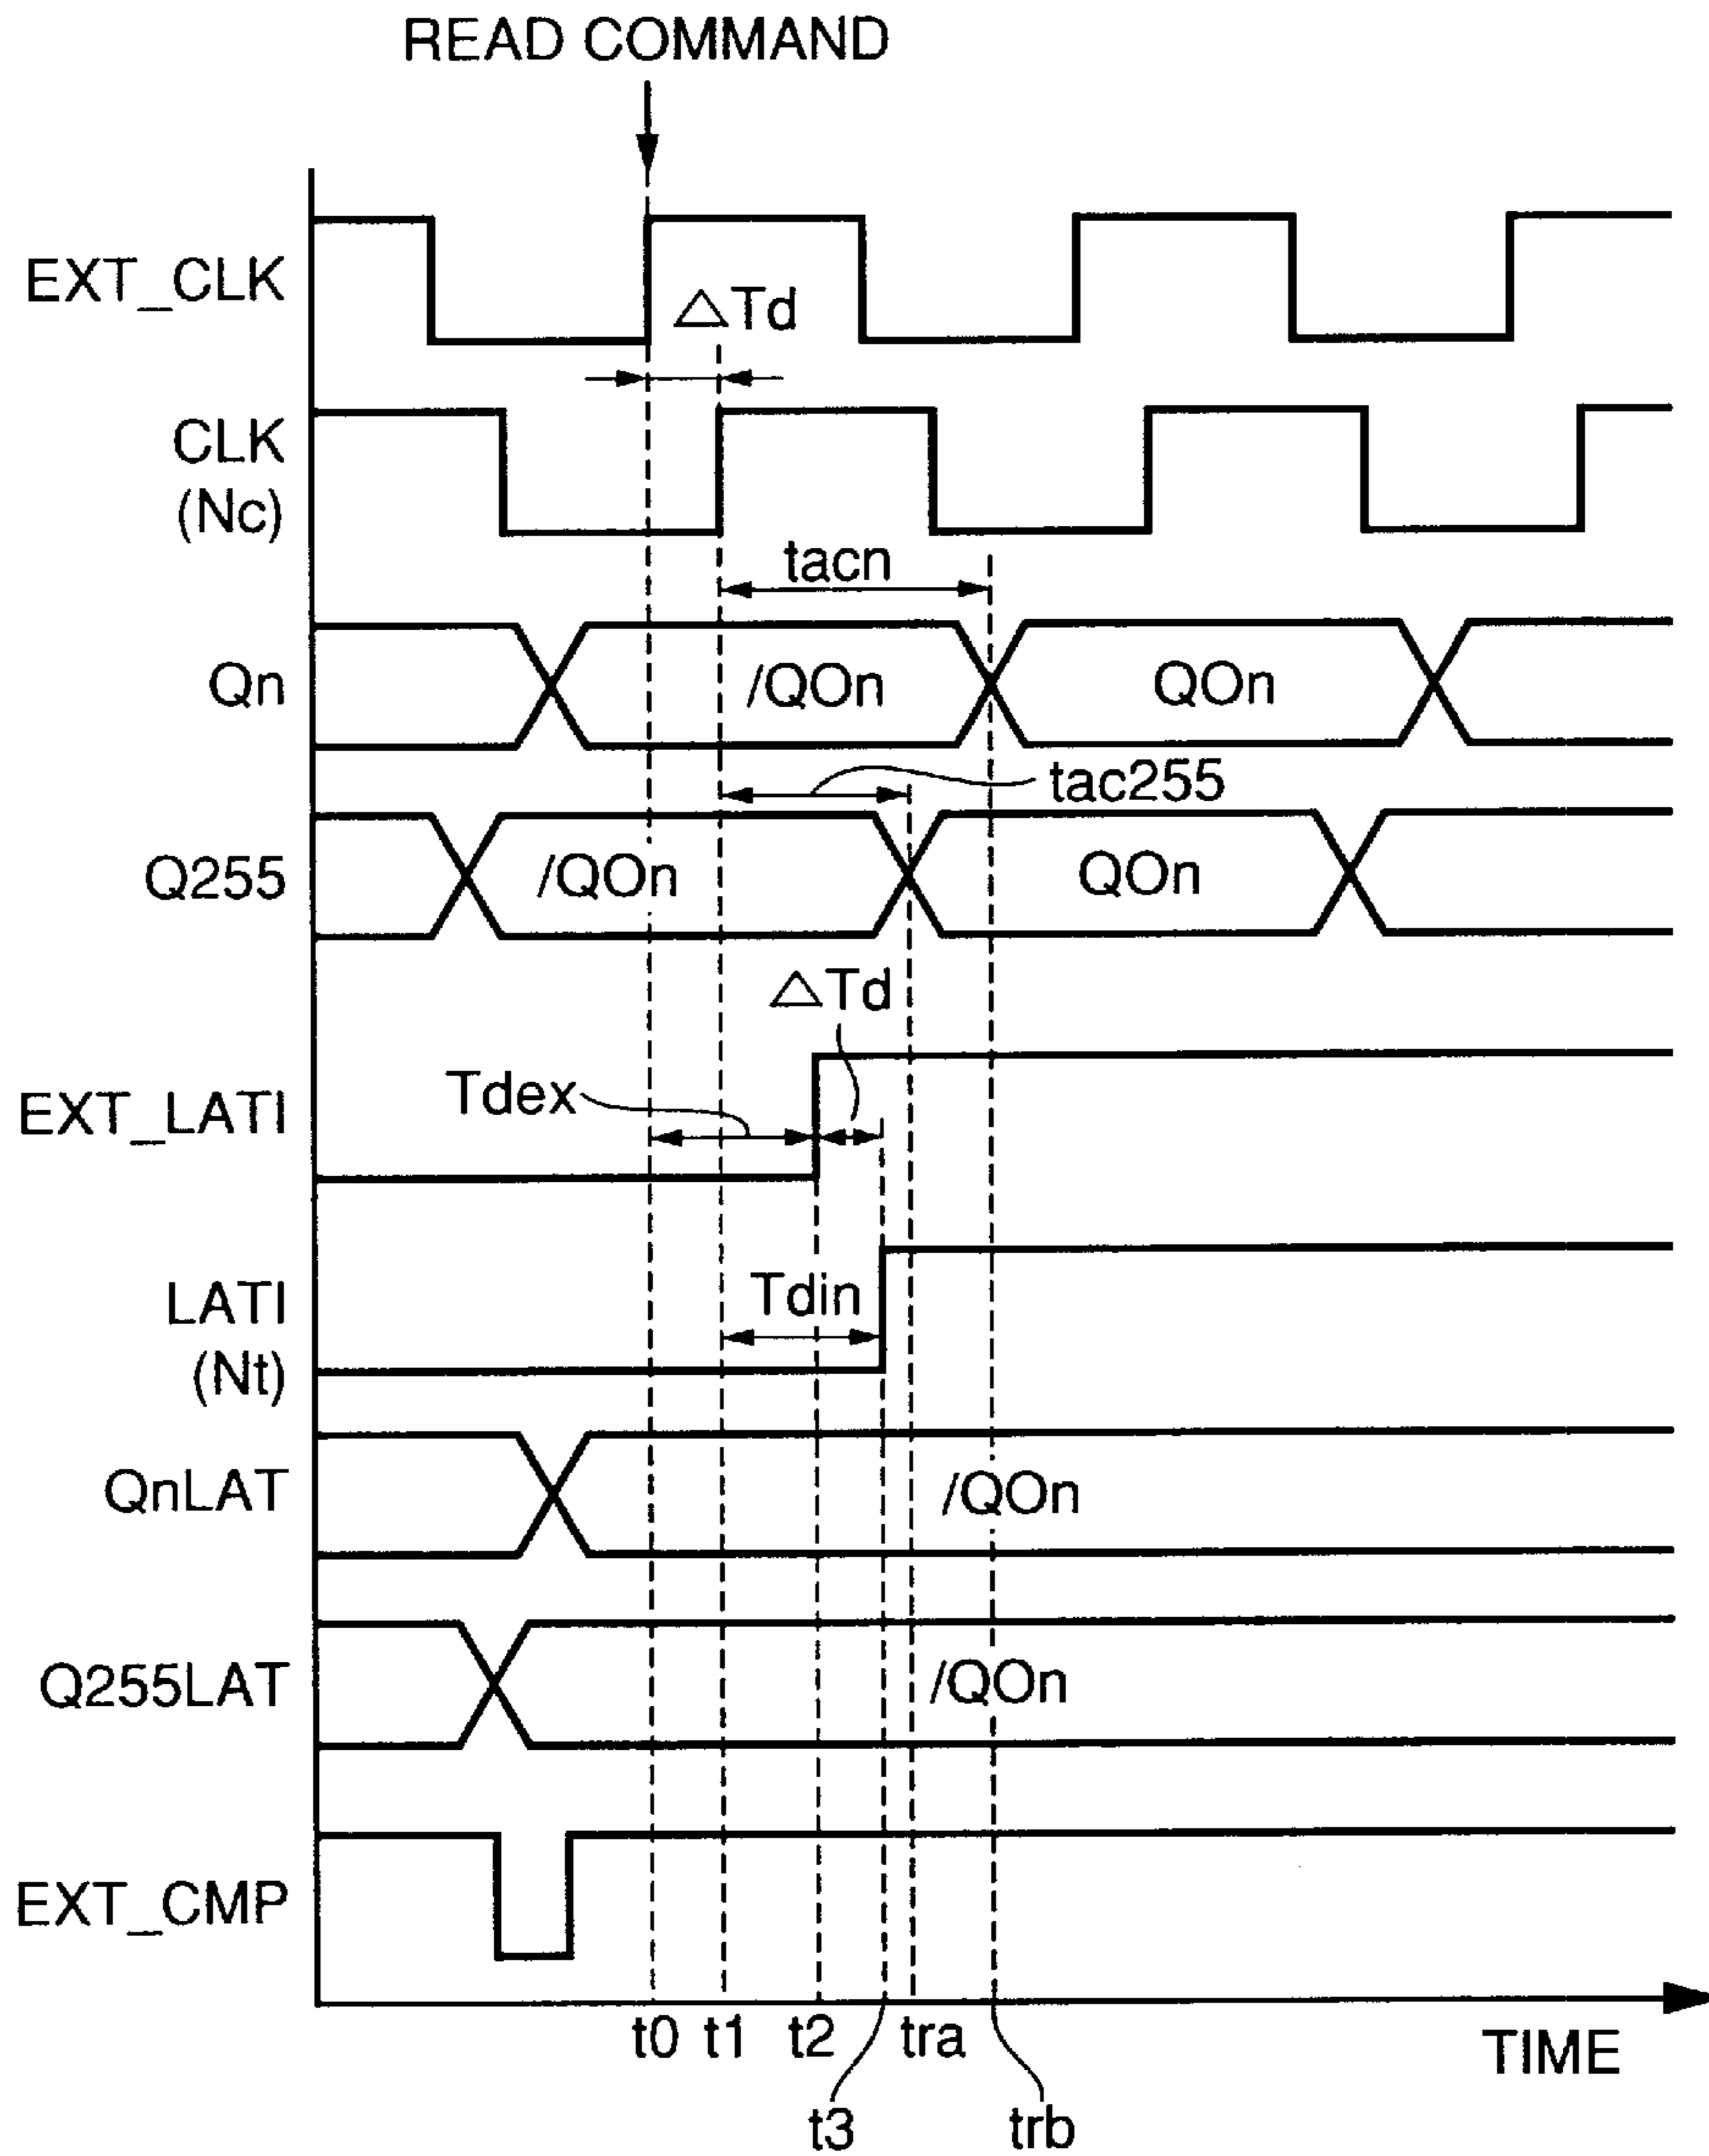 READ COMMAND
EXT_CLK
△Td
CLK
(Nc)
tacn
Qn
/QOn
QOn
tac255
Q255
/QOn
QOn
△Td
Tdex
EXT_LATI
LATI
(Nt)
Tdin
QnLAT
/QOn
Q255LAT
/QOn
EXT_CMP
t0 t1 t2 tra
TIME
t3 trb